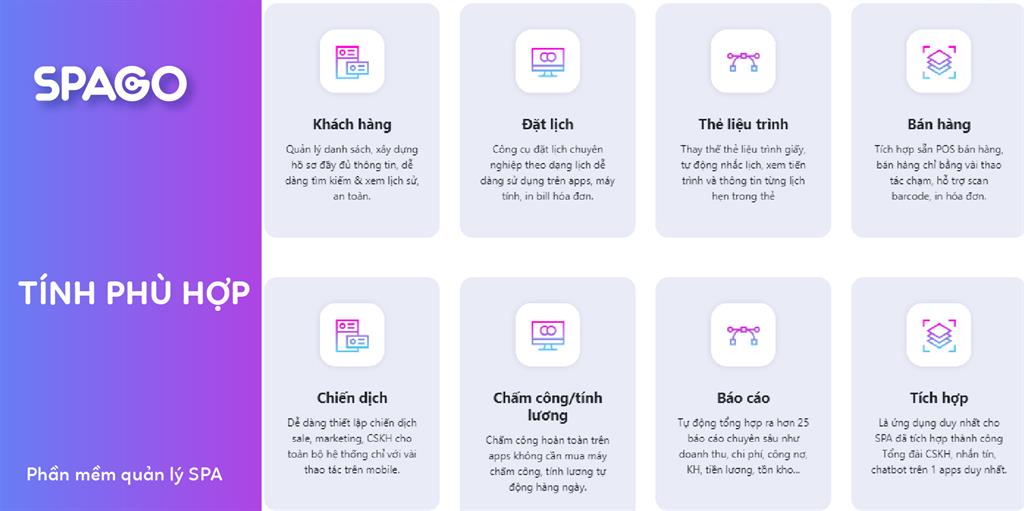 SPAGO
TÍNH PHÙ HỢP
Phần mềm quản lý SPA
Khách hàng
Quản lý danh sách, xây dựng
hồ sơ đầy đủ thông tin, dễ
dàng tìm kiếm & xem lịch sử,
an toàn.
Đặt lịch
Công cụ đặt lịch chuyên
nghiệp theo dạng lịch dễ
dàng sử dụng trên apps, máy
tính, in bill hóa đơn.
Thẻ liệu trình
Thay thế thẻ liệu trình giấy,
tự động nhắc lịch, xem tiến
trình và thông tin từng lịch
hẹn trong thẻ
Bán hàng
Tích hợp sẵn POS bán hàng,
bán hàng chỉ bằng vài thao
tác chạm, hỗ trợ scan
barcode, in hóa đơn.
Chiến dịch
Dễ dàng thiết lập chiến dịch
sale, marketing, CSKH cho
toàn bộ hệ thống chỉ với vài
thao tác trên mobile.
Chấm công/tính
lương
Chấm công hoàn toàn trên
apps không cần mua máy
chấm công, tính lương tự
động hàng ngày.
Báo cáo
Tự động tổng hợp ra hơn 25
báo cáo chuyên sâu như
doanh thu, chi phí, công nợ,
KH, tiền lương, tồn kho...
Tích hợp
Là ứng dụng duy nhất cho
SPA đã tích hợp thành công
Tổng đài CSKH, nhắn tin,
chatbot trên 1 apps duy nhất.